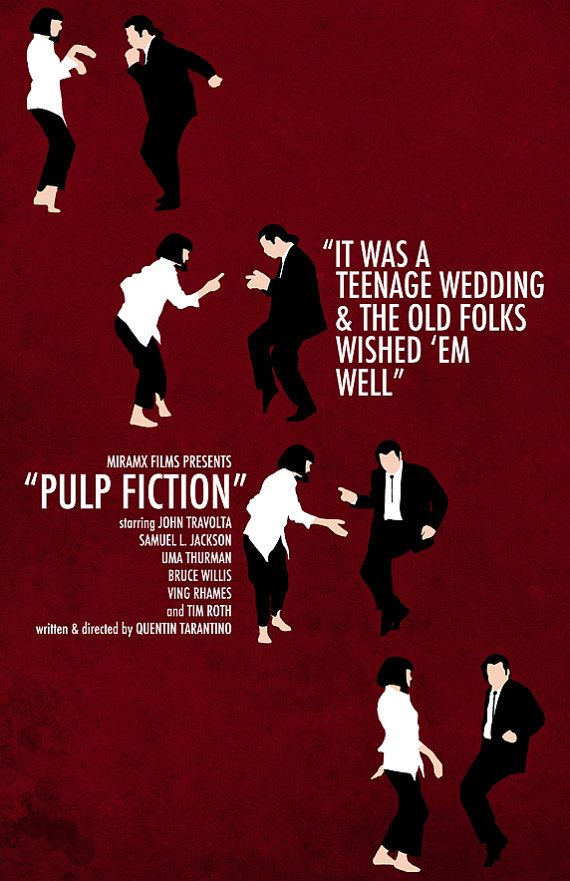 “IT WAS A
TEENAGE WEDDING
& THE OLD FOLKS
WISHED ‘EM
WELL”
MIRAMX FILMS PRESENTS
“PULP FICTION”
starring JOHN TRAVOLTA
SAMUEL L. JACKSON
UMA THURMAN
BRUCE WILLIS
VING RHAMES
and TIM ROTH
written & directed by QUENTIN TARANTINO